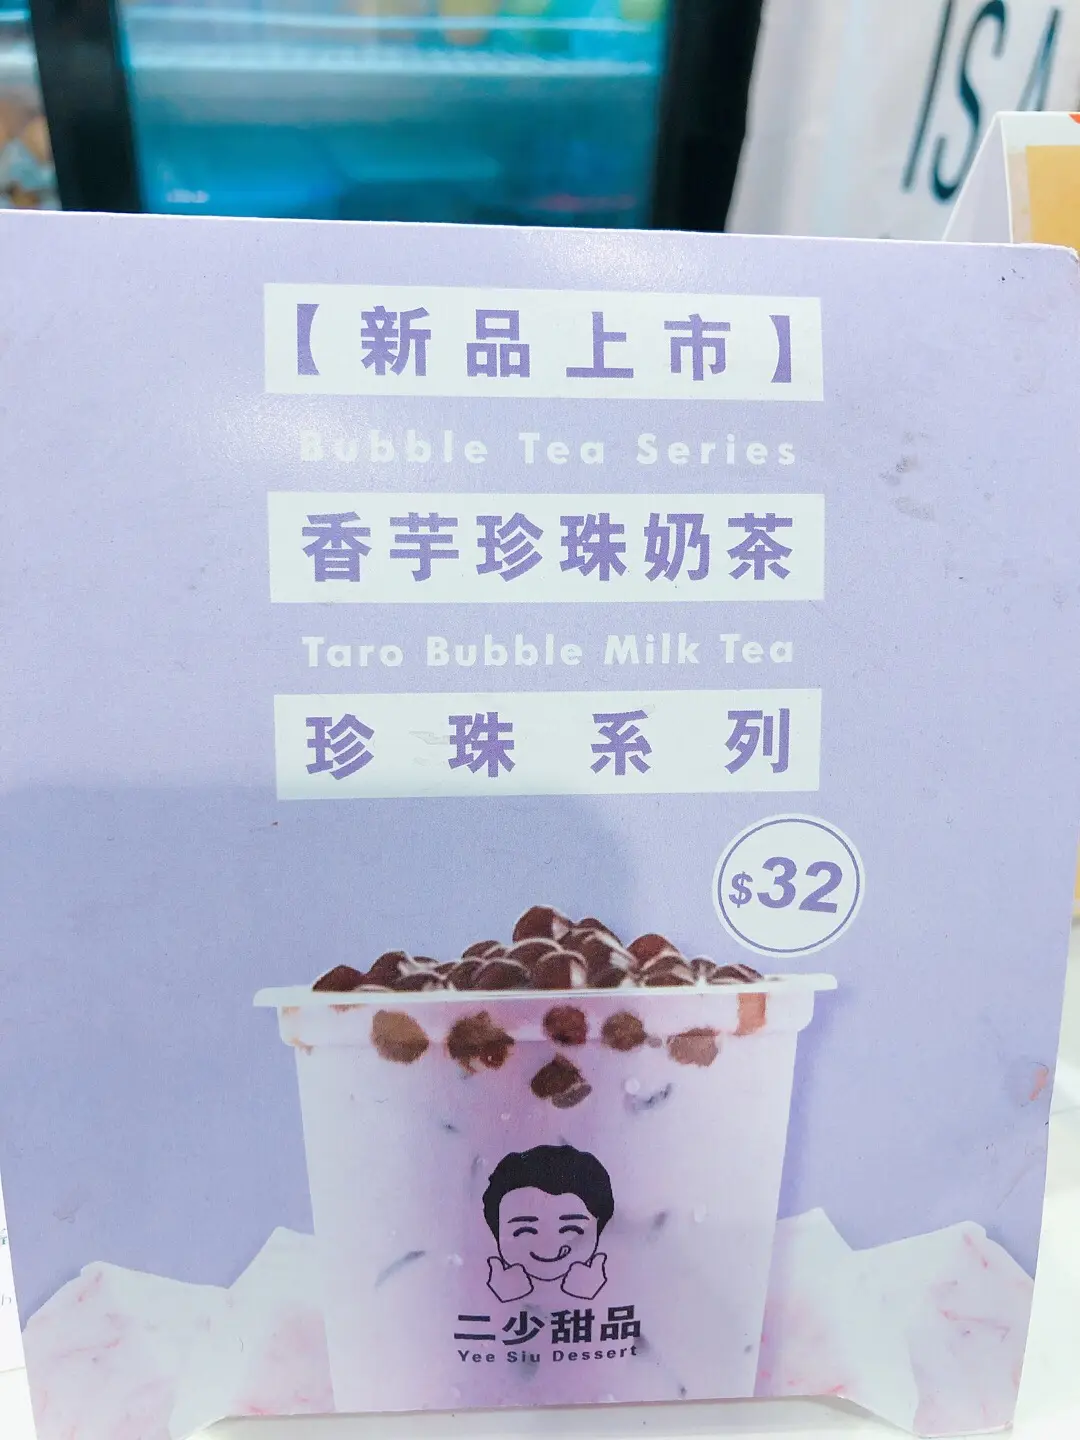 ISA
【新品上市】
Bubble Tea Series
香芋珍珠奶茶
Taro Bubble Milk Tea
珍珠系列
$32
二少甜品
Yee Siu Dessert